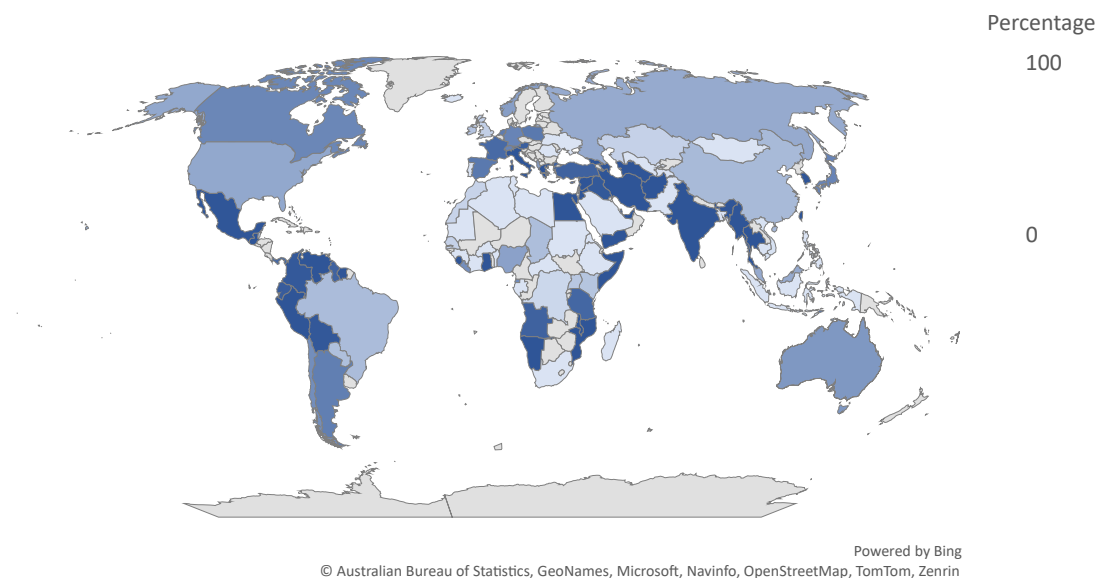 Percentage
100
0
Powered by Bing
© Australian Bureau of Statistics, GeoNames, Microsoft, Navinfo, OpenStreetMap, TomTom, Zenrin